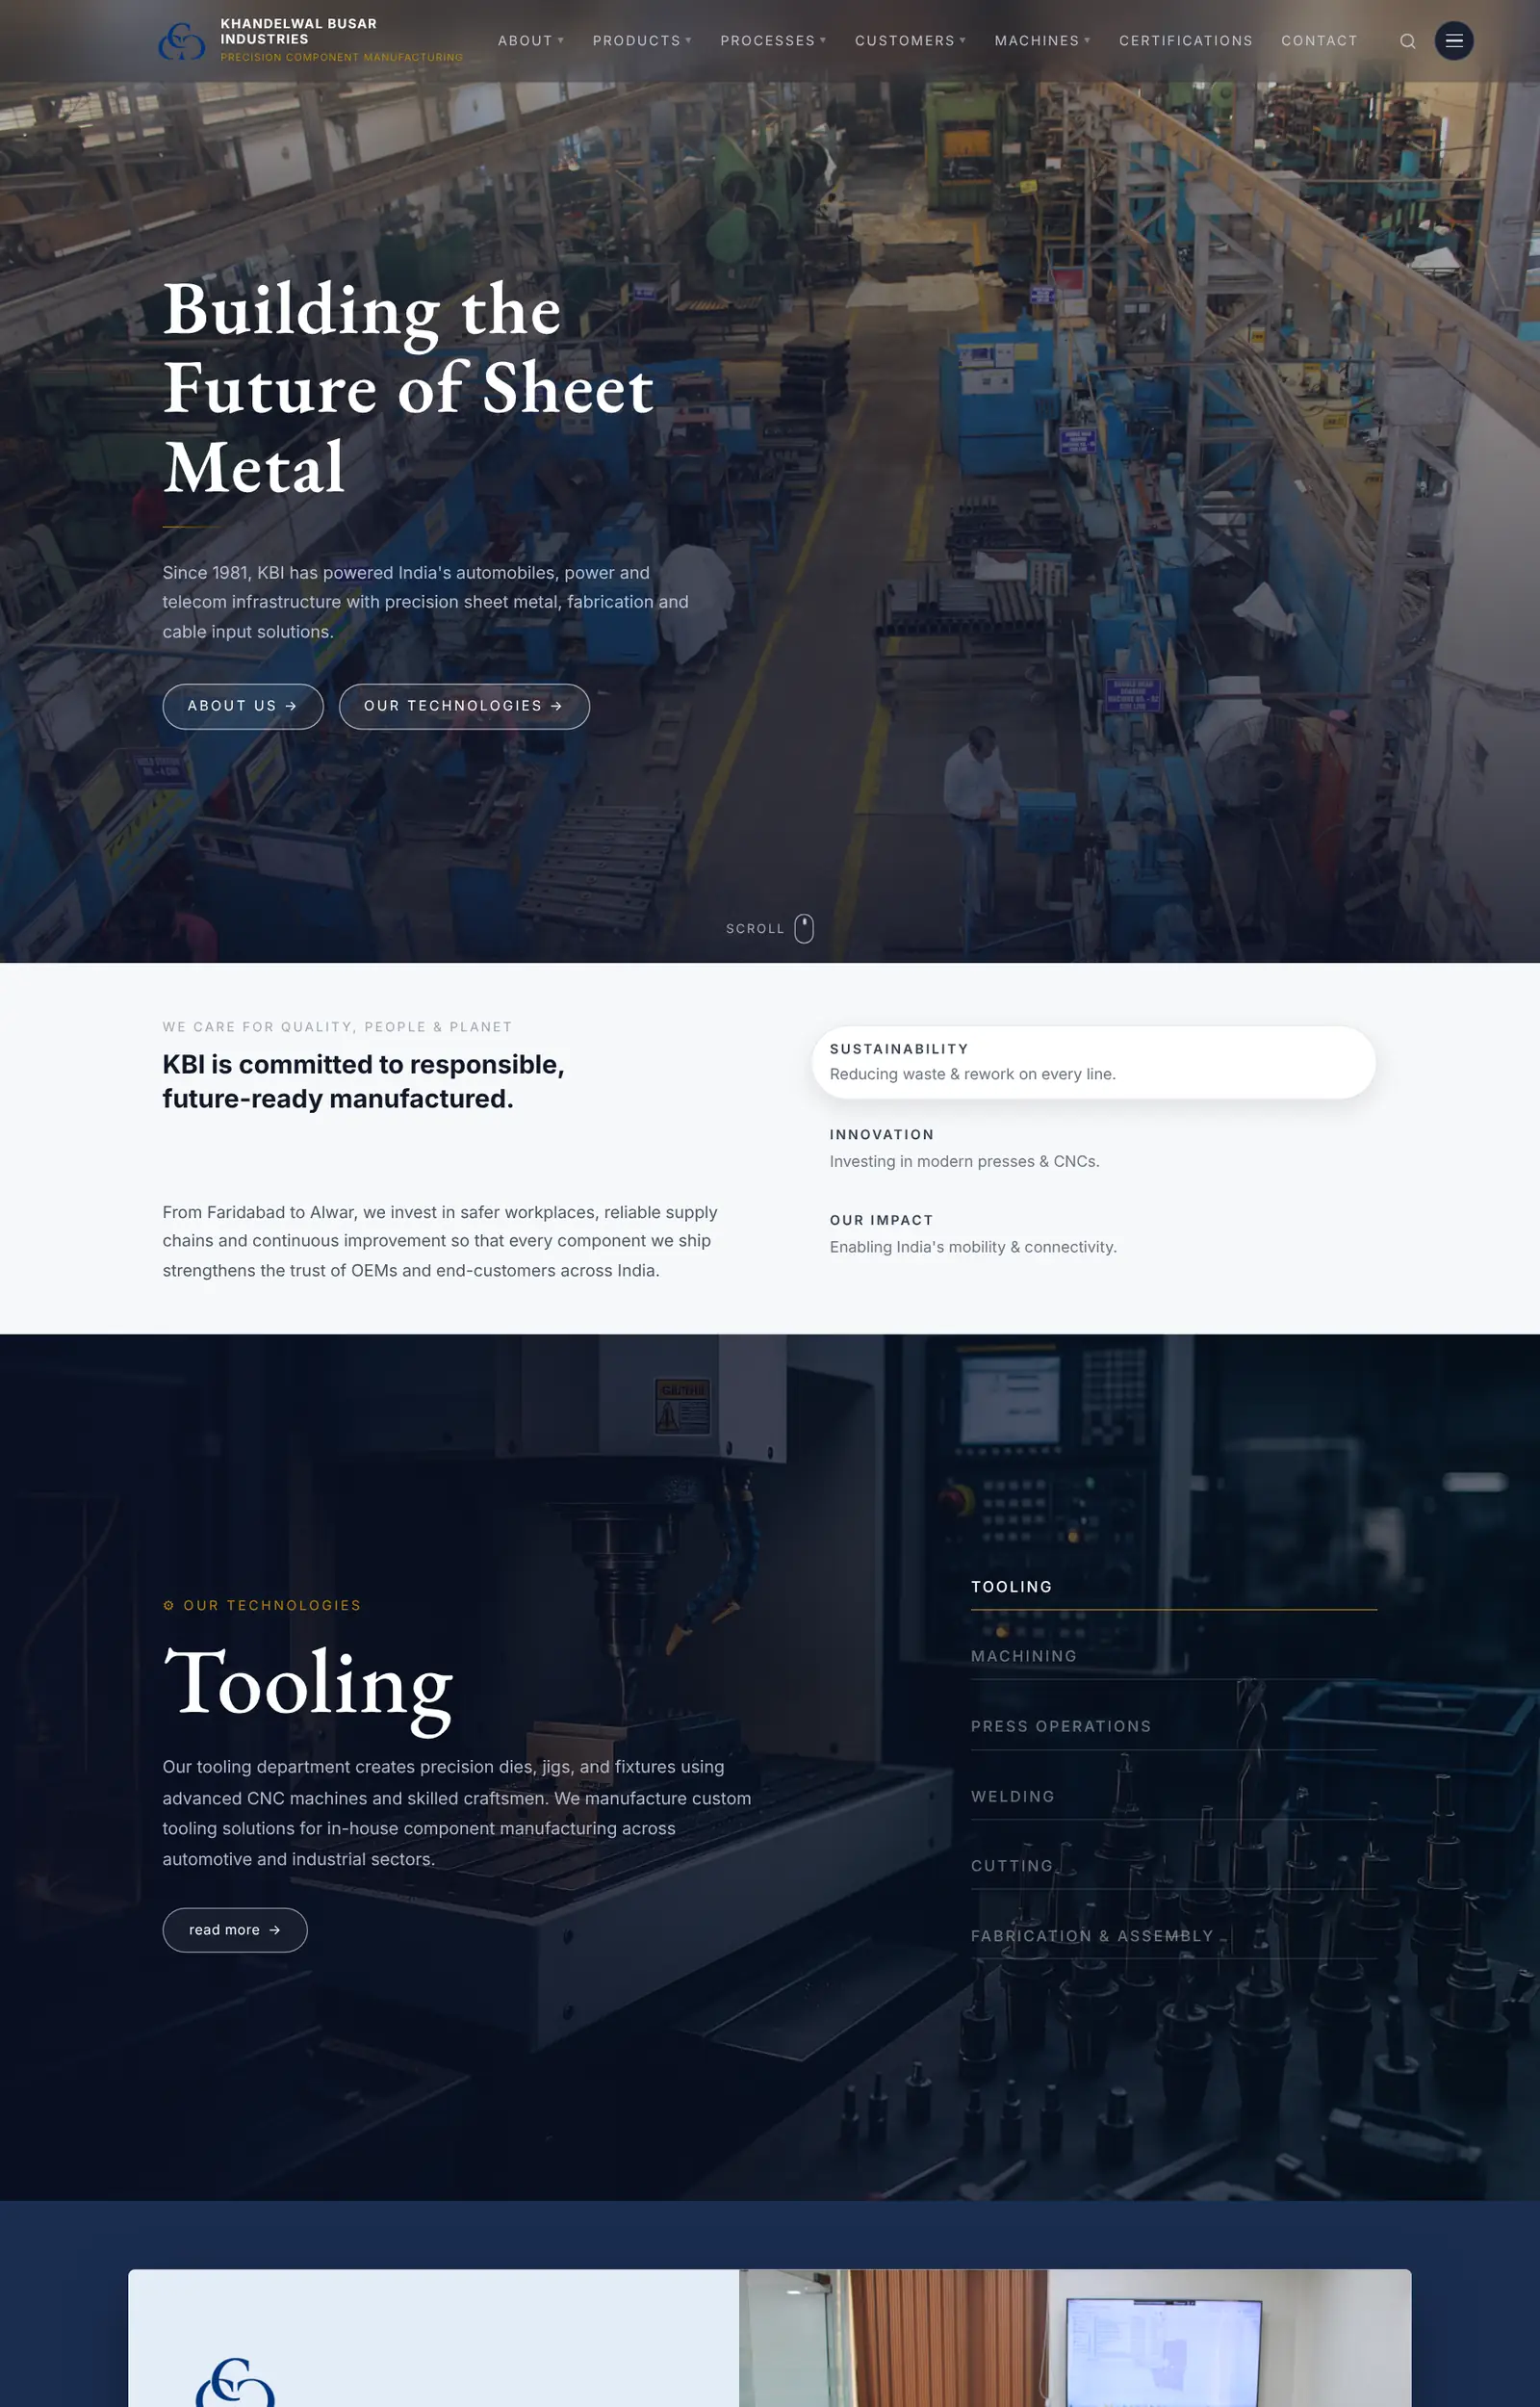 KHANDELWAL BUSAR
INDUSTRIES
PRECISION COMPONENT MANUFACTURING
ABOUT ▾ PRODUCTS ▾ PROCESSES ▾ CUSTOMERS ▾ MACHINES ▾ CERTIFICATIONS CONTACT
Building the
Future of Sheet
Metal
Since 1981, KBI has powered India's automobiles, power and
telecom infrastructure with precision sheet metal, fabrication and
cable input solutions.
ABOUT US → OUR TECHNOLOGIES →
SCROLL
WE CARE FOR QUALITY, PEOPLE & PLANET
KBI is committed to responsible,
future-ready manufactured.
From Faridabad to Alwar, we invest in safer workplaces, reliable supply
chains and continuous improvement so that every component we ship
strengthens the trust of OEMs and end-customers across India.
SUSTAINABILITY
Reducing waste & rework on every line.
INNOVATION
Investing in modern presses & CNCs.
OUR IMPACT
Enabling India's mobility & connectivity.
⚙ OUR TECHNOLOGIES
Tooling
Our tooling department creates precision dies, jigs, and fixtures using
advanced CNC machines and skilled craftsmen. We manufacture custom
tooling solutions for in-house component manufacturing across
automotive and industrial sectors.
read more →
TOOLING
MACHINING
PRESS OPERATIONS
WELDING
CUTTING
FABRICATION & ASSEMBLY